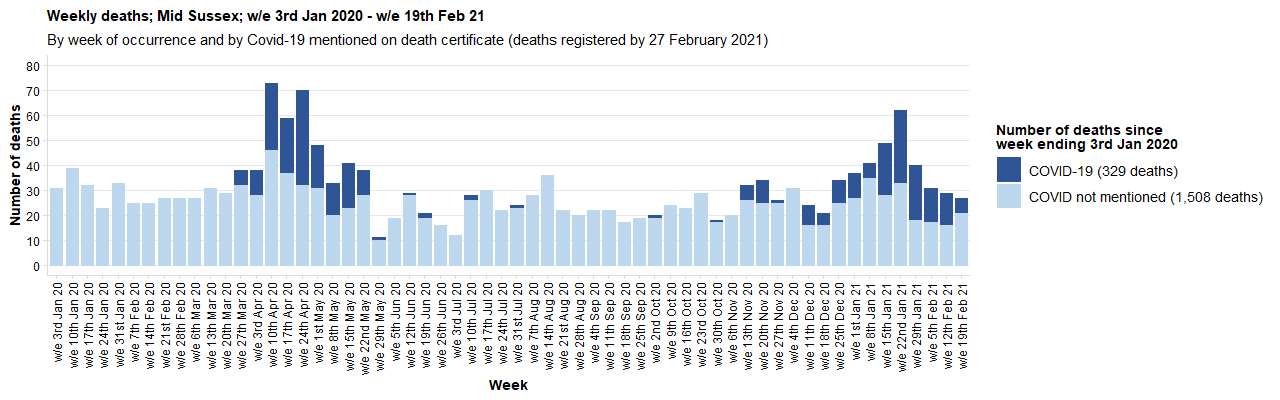 Weekly deaths; Mid Sussex; w/e 3rd Jan 2020 - w/e 19th Feb 21
By week of occurrence and by Covid-19 mentioned on death certificate (deaths registered by 27 February 2021)
Number of deaths
80
70
60
50
40
30
20
10
0
w/e 3rd Jan 20
w/e 10th Jan 20
w/e 17th Jan 20
w/e 24th Jan 20
w/e 31st Jan 20
w/e 7th Feb 20
w/e 14th Feb 20
w/e 21st Feb 20
w/e 28th Feb 20
w/e 6th Mar 20
w/e 13th Mar 20
w/e 20th Mar 20
w/e 27th Mar 20
w/e 3rd Apr 20
w/e 10th Apr 20
w/e 17th Apr 20
w/e 24th Apr 20
w/e 1st May 20
w/e 8th May 20
w/e 15th May 20
w/e 22nd May 20
w/e 29th May 20
w/e 5th Jun 20
w/e 12th Jun 20
w/e 19th Jun 20
w/e 26th Jun 20
w/e 3rd Jul 20
w/e 10th Jul 20
w/e 17th Jul 20
w/e 24th Jul 20
w/e 31st Jul 20
w/e 7th Aug 20
w/e 14th Aug 20
w/e 21st Aug 20
w/e 28th Aug 20
w/e 4th Sep 20
w/e 11th Sep 20
w/e 18th Sep 20
w/e 25th Sep 20
w/e 2nd Oct 20
w/e 9th Oct 20
w/e 16th Oct 20
w/e 23rd Oct 20
w/e 30th Oct 20
w/e 6th Nov 20
w/e 13th Nov 20
w/e 20th Nov 20
w/e 27th Nov 20
w/e 4th Dec 20
w/e 11th Dec 20
w/e 18th Dec 20
w/e 25th Dec 20
w/e 1st Jan 21
w/e 8th Jan 21
w/e 15th Jan 21
w/e 22nd Jan 21
w/e 29th Jan 21
w/e 5th Feb 21
w/e 12th Feb 21
w/e 19th Feb 21
Week
Number of deaths since
week ending 3rd Jan 2020
COVID-19 (329 deaths)
COVID not mentioned (1,508 deaths)